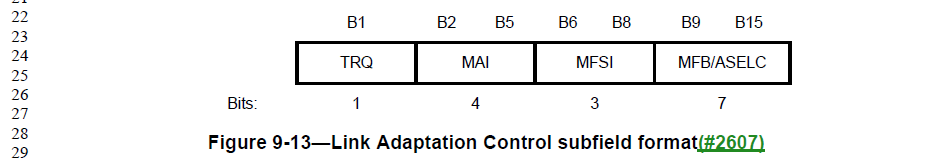 21
22
B1 B2 B5 B6 B8 B9 B15
23
24
TRQ MAI MFSI MFB/ASELC
25
26
Bits: 1 4 3 7
27
28
Figure 9-13—Link Adaptation Control subfield format(#2607)
29